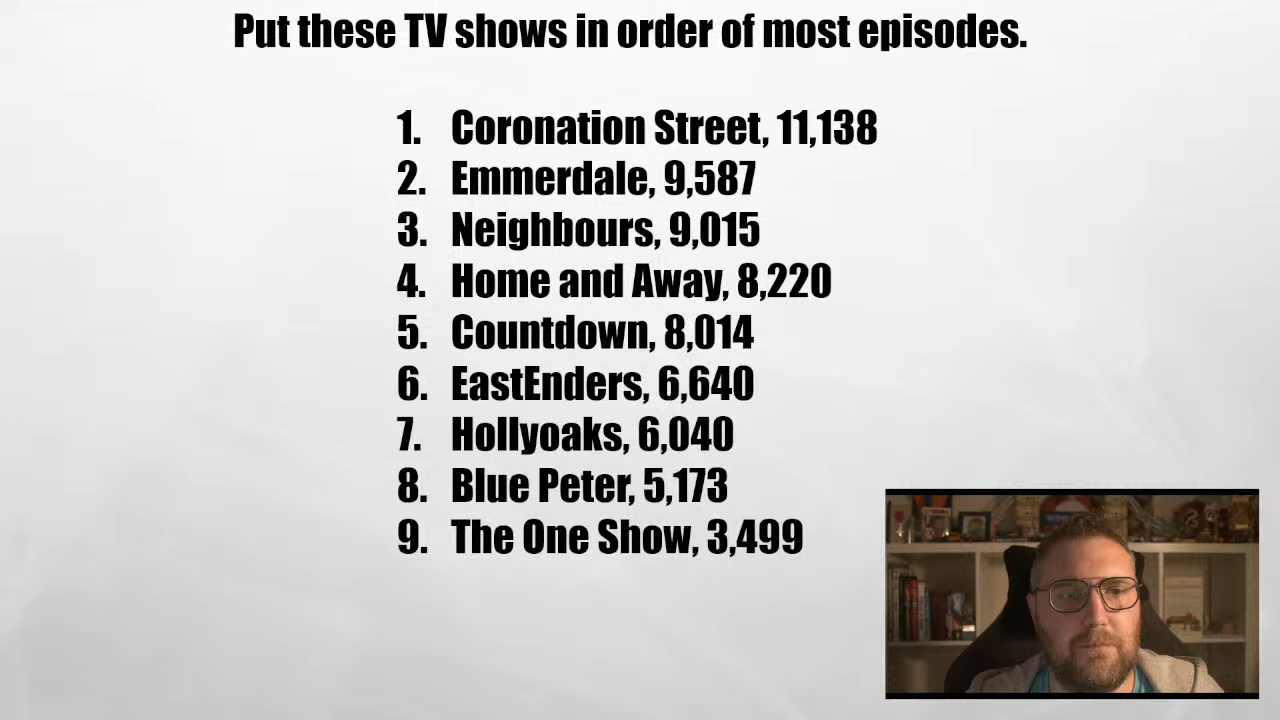 Put these TV shows in order of most episodes.
1. Coronation Street, 11,138
2. Emmerdale, 9,587
3. Neighbours, 9,015
4. Home and Away, 8,220
5. Countdown, 8,014
6. EastEnders, 6,640
7. Hollyoaks, 6,040
8. Blue Peter, 5,173
9. The One Show, 3,499